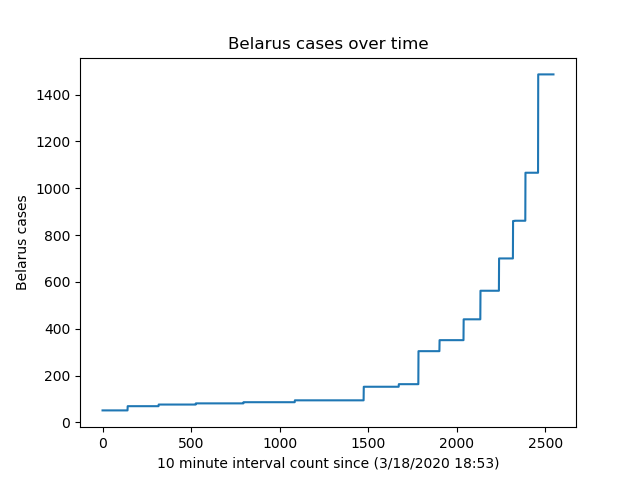 Belarus cases over time
Belarus cases
1400
1200
1000
800
600
400
200
0
0 500 1000 1500 2000 2500
10 minute interval count since (3/18/2020 18:53)